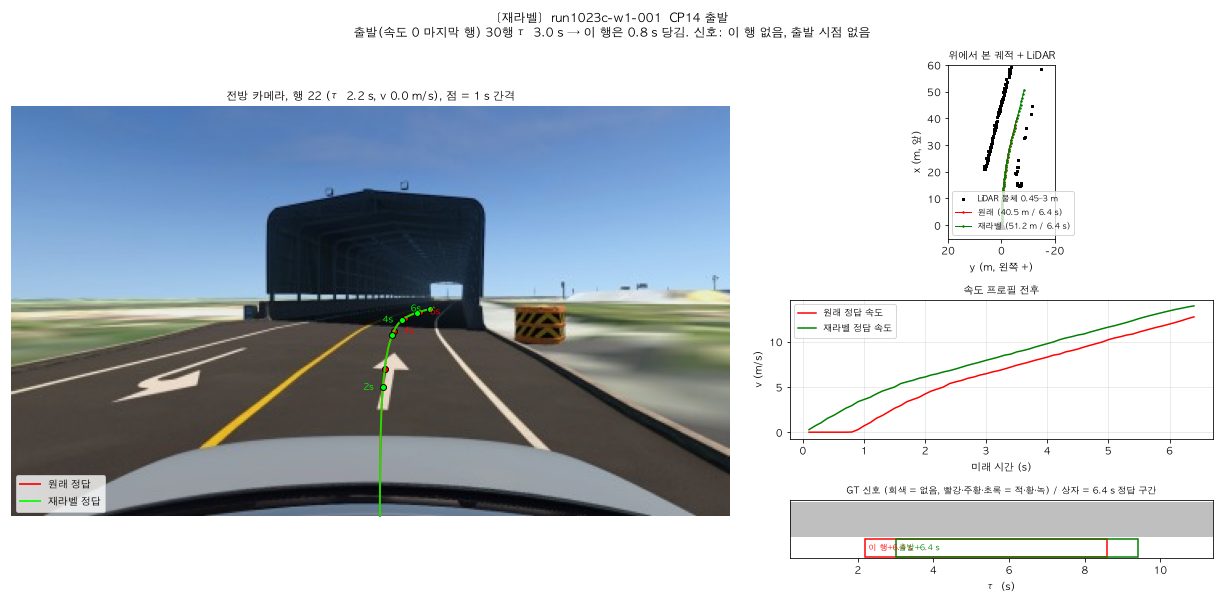 [재라벨] run1023c-w1-001 CP14 출발
출발(속도 0 마지막 행) 30행 τ 3.0 s → 이 행은 0.8 s 당김. 신호: 이 행 없음, 출발 시점 없음
전방 카메라, 행 22 (τ 2.2 s, v 0.0 m/s), 점 = 1 s 간격
2s
4s
6s
원래 정답
재라벨 정답
위에서 본 궤적 + LiDAR
60
50
40
30
20
10
0
x (m, 앞)
LiDAR 물체 0.45-3 m
원래 (40.5 m / 6.4 s)
재라벨 (51.2 m / 6.4 s)
20
0
-20
y (m, 왼쪽 +)
속도 프로필 전후
원래 정답 속도
재라벨 정답 속도
10
5
0
v (m/s)
0 1 2 3 4 5 6
미래 시간 (s)
GT 신호 (회색 = 없음, 빨강·주황·초록 = 적·황·녹) / 상자 = 6.4 s 정답 구간
이 행+6.4
출발+6.4 s
2 4 6 8 10
τ (s)